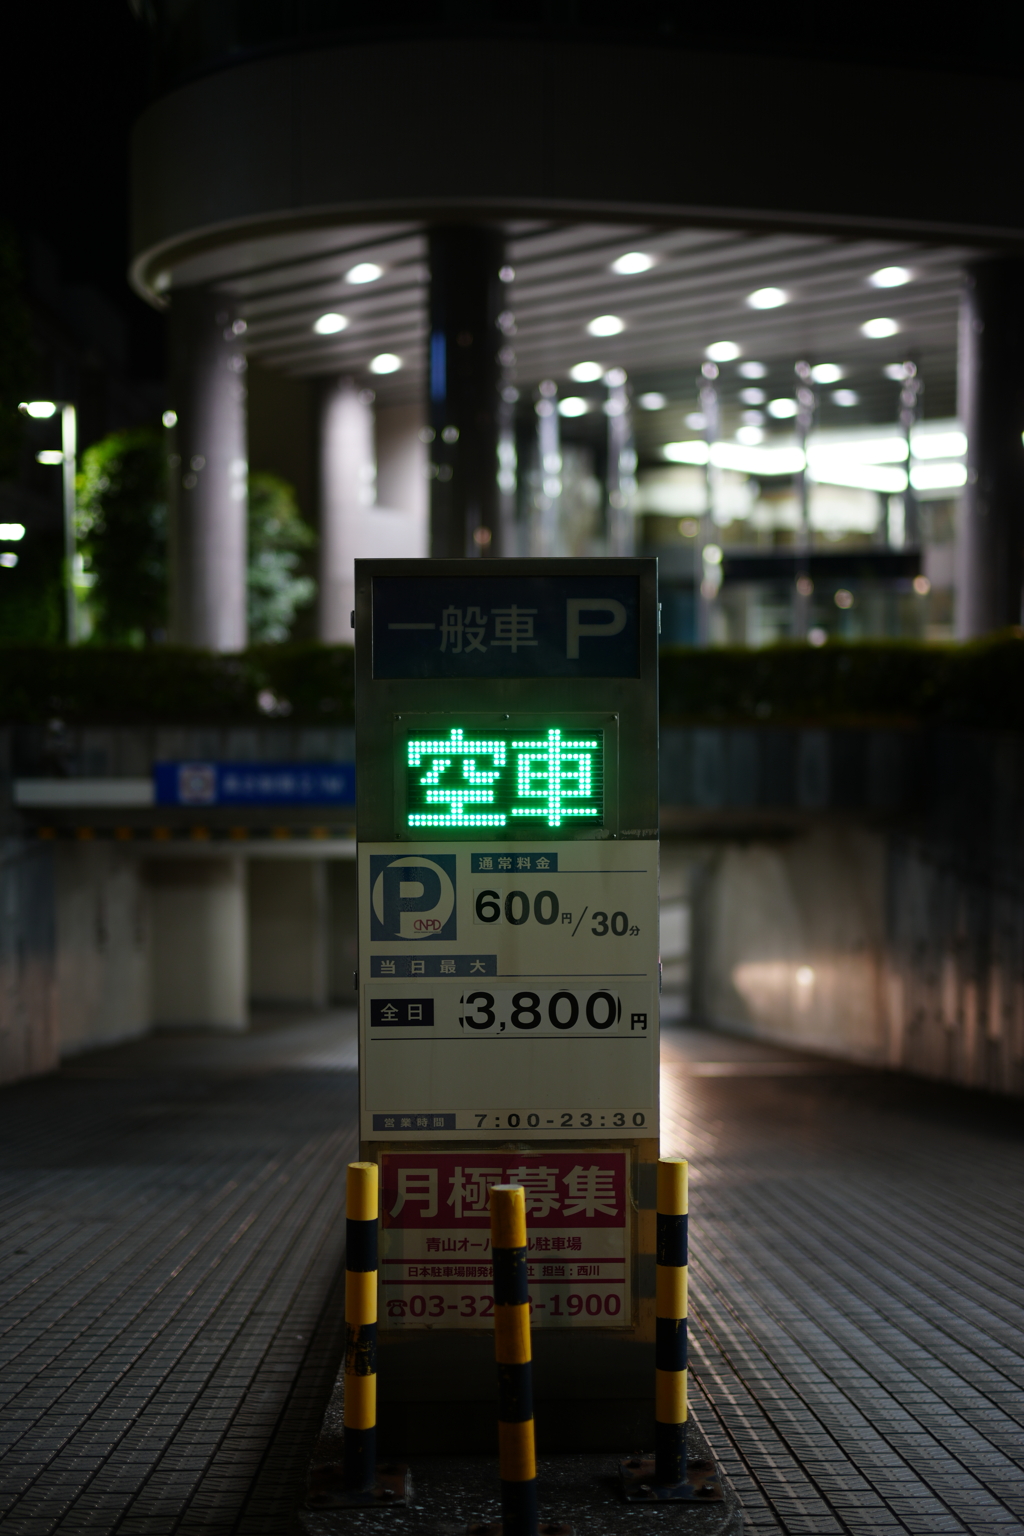 一般車 P
空車
P NPD
通常料金
600円/30分
当日最大
全日 3,800円
営業時間 7:00-23:30
月極募集
青山オー ル駐車場
日本駐車場開発 社 担当:西川
☎03-32 -1900